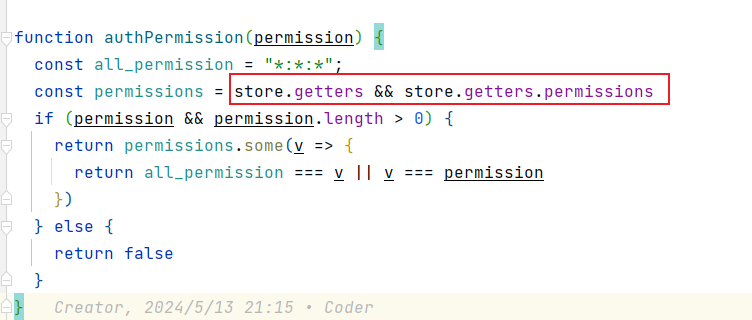 function authPermission(permission) {
  const all_permission = "*:*:*";
  const permissions = store.getters && store.getters.permissions
  if (permission && permission.length > 0) {
    return permissions.some(v => {
      return all_permission === v || v === permission
    })
  } else {
    return false
  }
}   Creator, 2024/5/13 21:15 • Coder